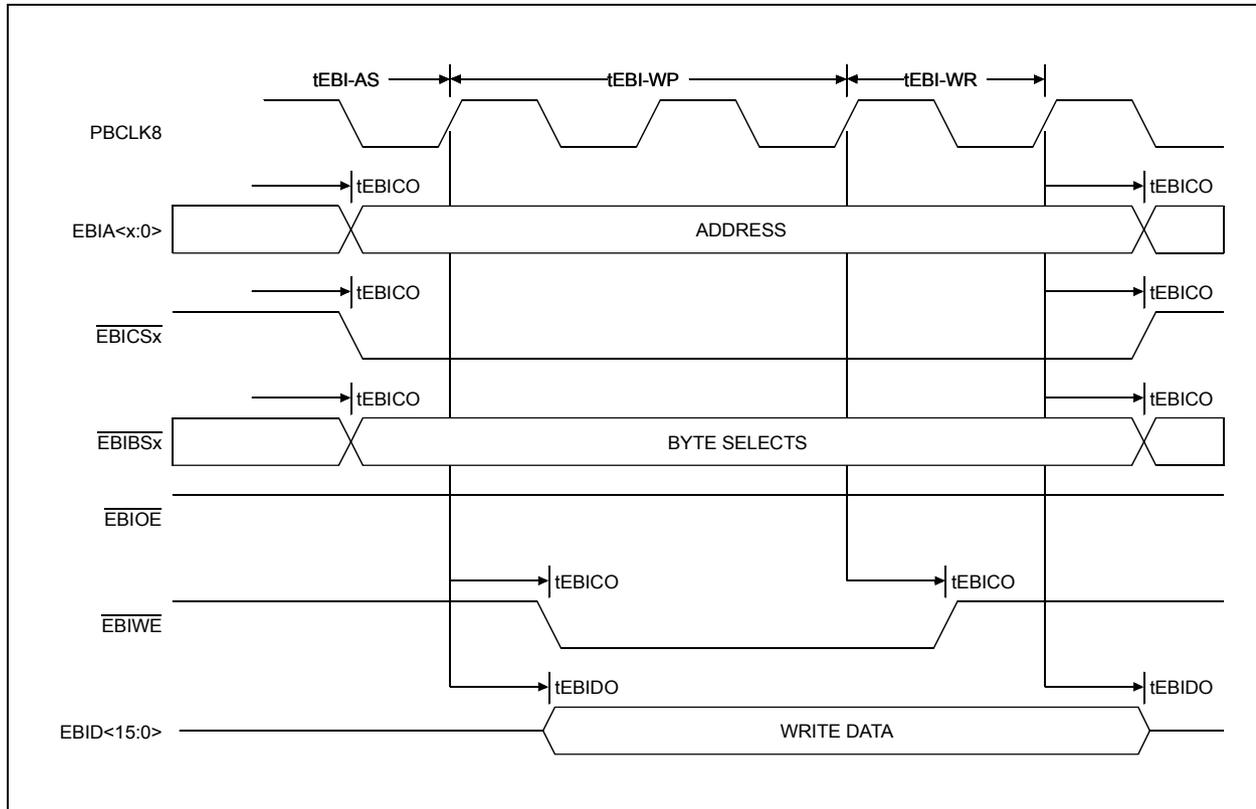 tEBI-AS tEBI-WP tEBI-WR
PBCLK8
tEBICO tEBICO
EBIA<x:0> ADDRESS
tEBICO tEBICO
EBICSx
tEBICO tEBICO
EBIBSx BYTE SELECTS
EBIOE
tEBICO tEBICO
EBIWE
tEBIDO tEBIDO
EBID<15:0> WRITE DATA